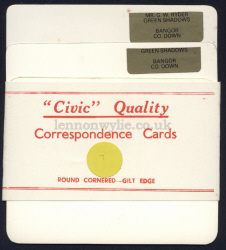 MR. G. W. RYDER
GREEN SHADOWS
BANGOR
CO. DOWN
GREEN SHADOWS
BANGOR
CO. DOWN
"Civic" Quality
lennonwylie.co.uk
Correspondence Cards
ROUND CORNERED—GILT EDGE